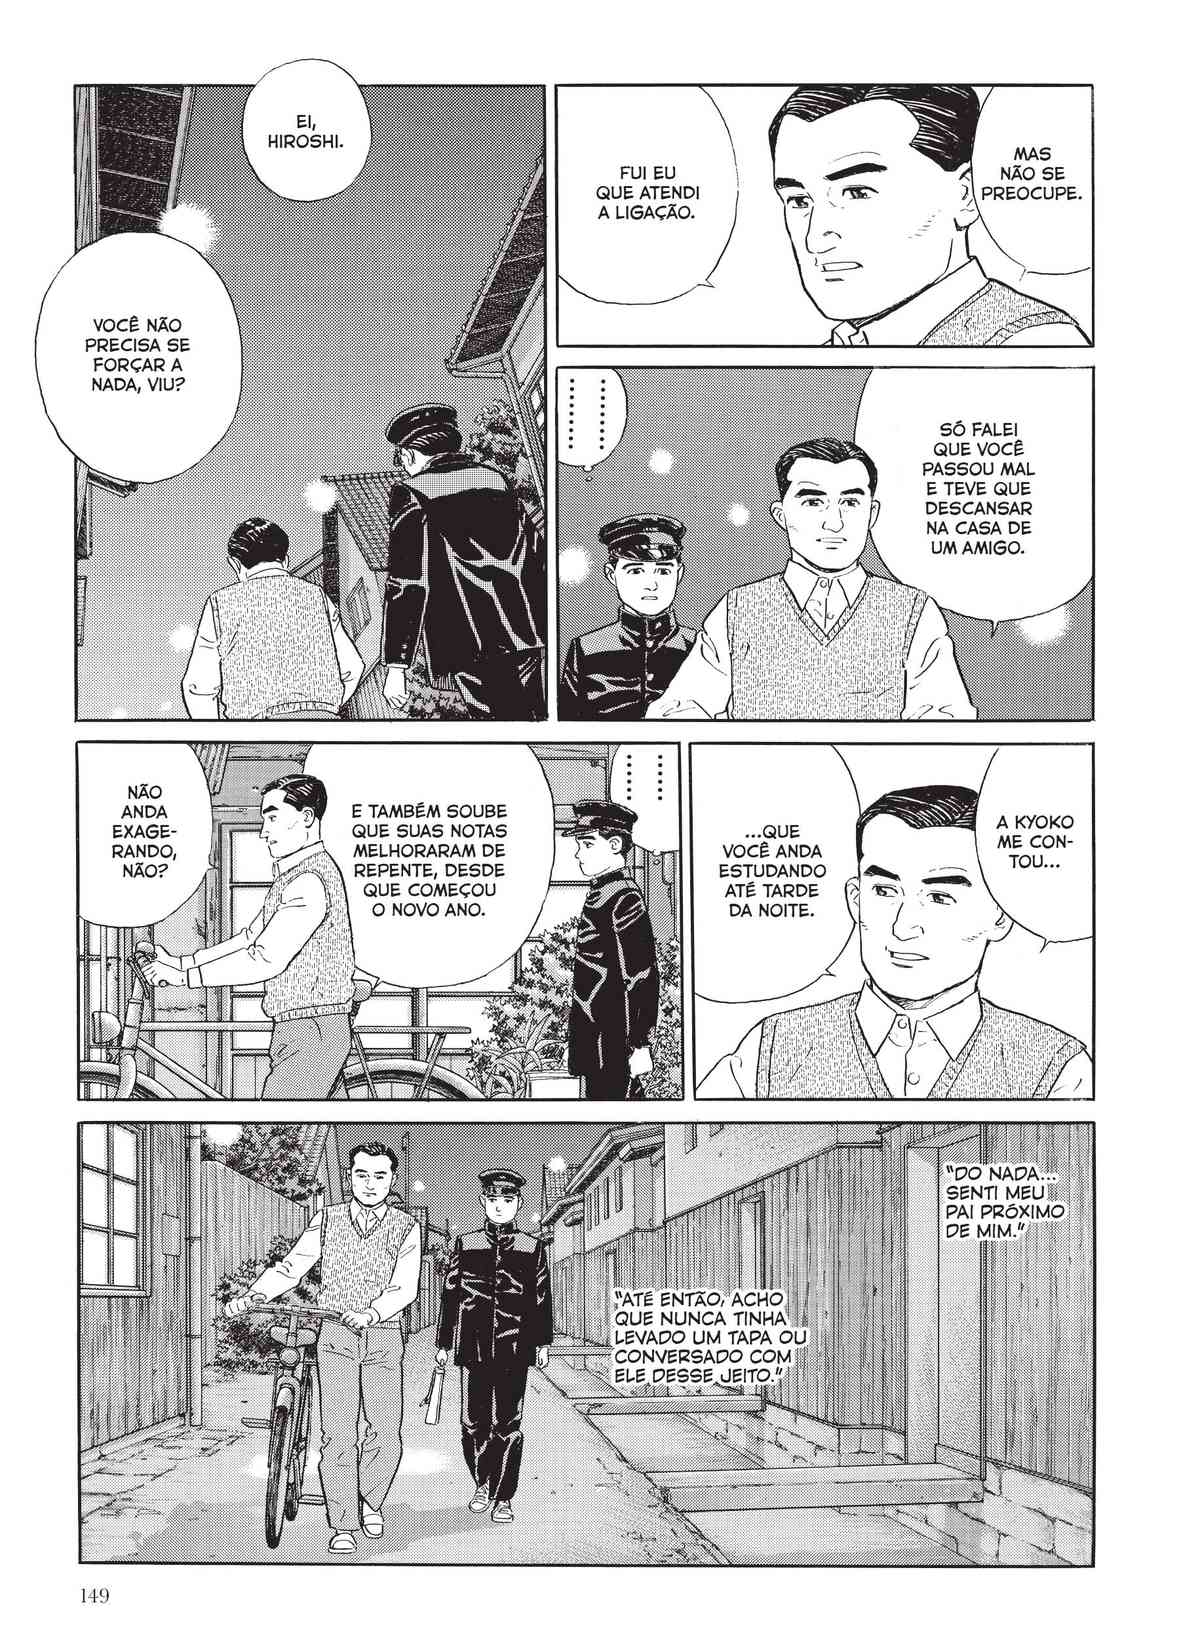 MAS
NÃO SE
PREOCUPE.
FUI EU
QUE ATENDI
A LIGAÇÃO.
SÓ FALEI
QUE VOCÊ
PASSOU MAL
E TEVE QUE
DESCANSAR
NA CASA DE
UM AMIGO.
EI,
HIROSHI.
VOCÊ NÃO
PRECISA SE
FORÇAR A
NADA, VIU?
A KYOKO
ME CON-
TOU...
...QUE
VOCÊ ANDA
ESTUDANDO
ATÉ TARDE
DA NOITE.
E TAMBÉM SOUBE
QUE SUAS NOTAS
MELHORARAM DE
REPENTE, DESDE
QUE COMEÇOU
O NOVO ANO.
NÃO
ANDA
EXAGE-
RANDO,
NÃO?
"DO NADA...
SENTI MEU
PAI PRÓXIMO
DE MIM."
"ATÉ ENTÃO, ACHO
QUE NUNCA TINHA
LEVADO UM TAPA OU
CONVERSADO COM
ELE DESSE JEITO."
149